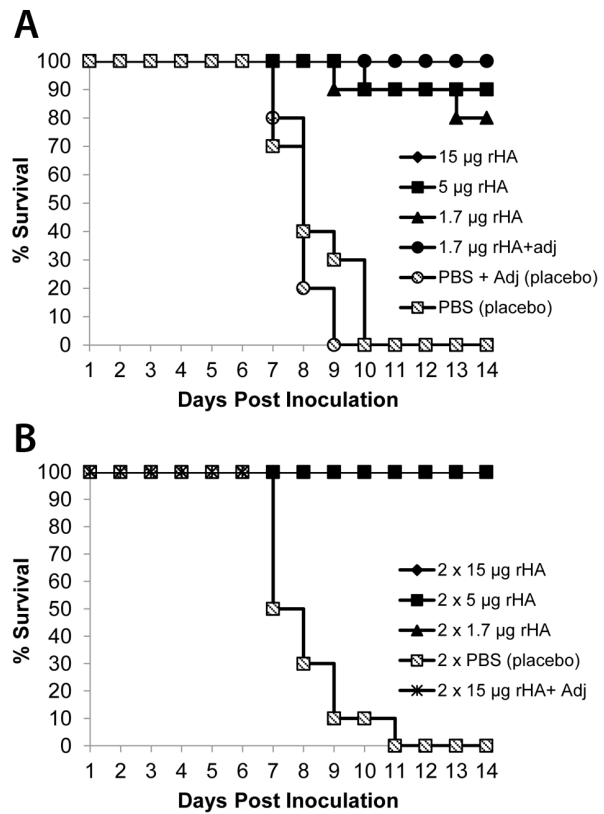 A
100
90
80
70
60
50
40
30
20
10
0
% Survival
15 µg rHA
5 µg rHA
1.7 µg rHA
1.7 µg rHA+adj
PBS + Adj (placebo)
PBS (placebo)
1 2 3 4 5 6 7 8 9 10 11 12 13 14
Days Post Inoculation
B
100
90
80
70
60
50
40
30
20
10
0
% Survival
2 x 15 µg rHA
2 x 5 µg rHA
2 x 1.7 µg rHA
2 x PBS (placebo)
2 x 15 µg rHA+ Adj
1 2 3 4 5 6 7 8 9 10 11 12 13 14
Days Post Inoculation